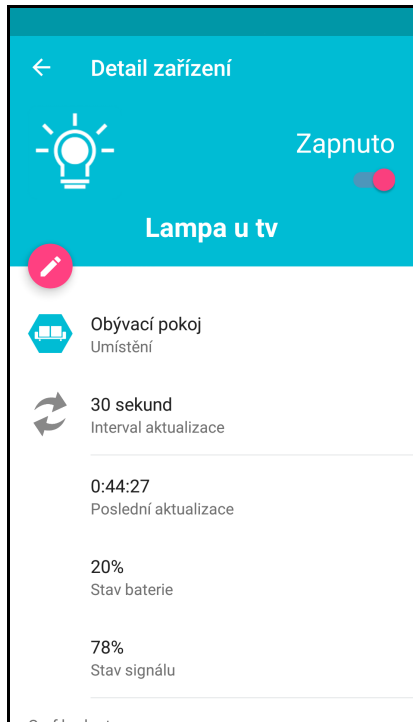 Detail zařízení
Zapnuto
Lampa u tv
Obývací pokoj
Umístění
30 sekund
Interval aktualizace
0:44:27
Poslední aktualizace
20%
Stav baterie
78%
Stav signálu